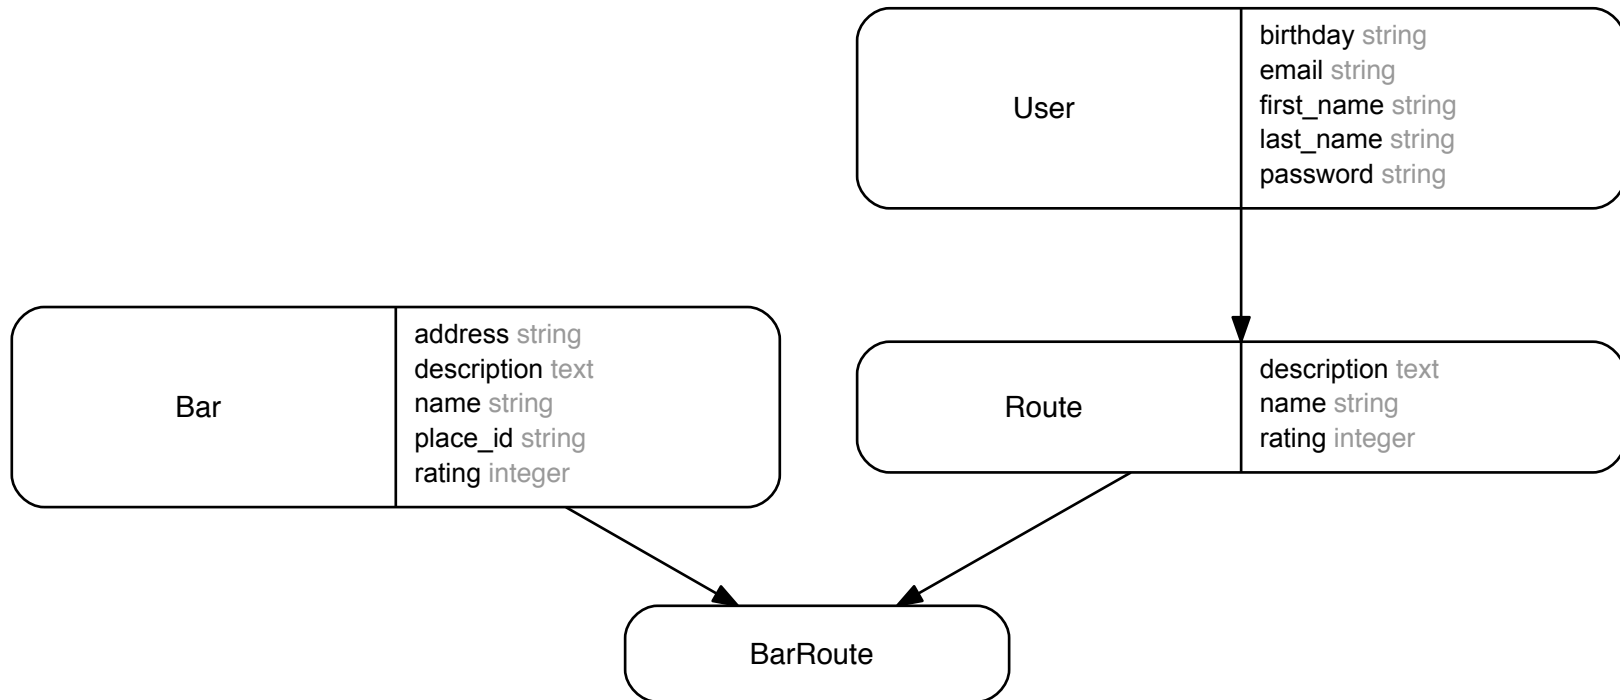 User
birthday string
email string
first_name string
last_name string
password string
Bar
address string
description text
name string
place_id string
rating integer
Route
description text
name string
rating integer
BarRoute